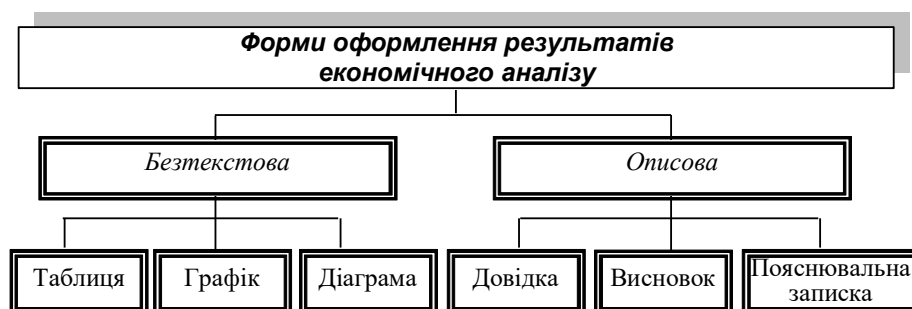 Форми оформлення результатів
економічного аналізу
Безтекстова
Описова
Таблиця
Графік
Діаграма
Довідка
Висновок
Пояснювальна
записка